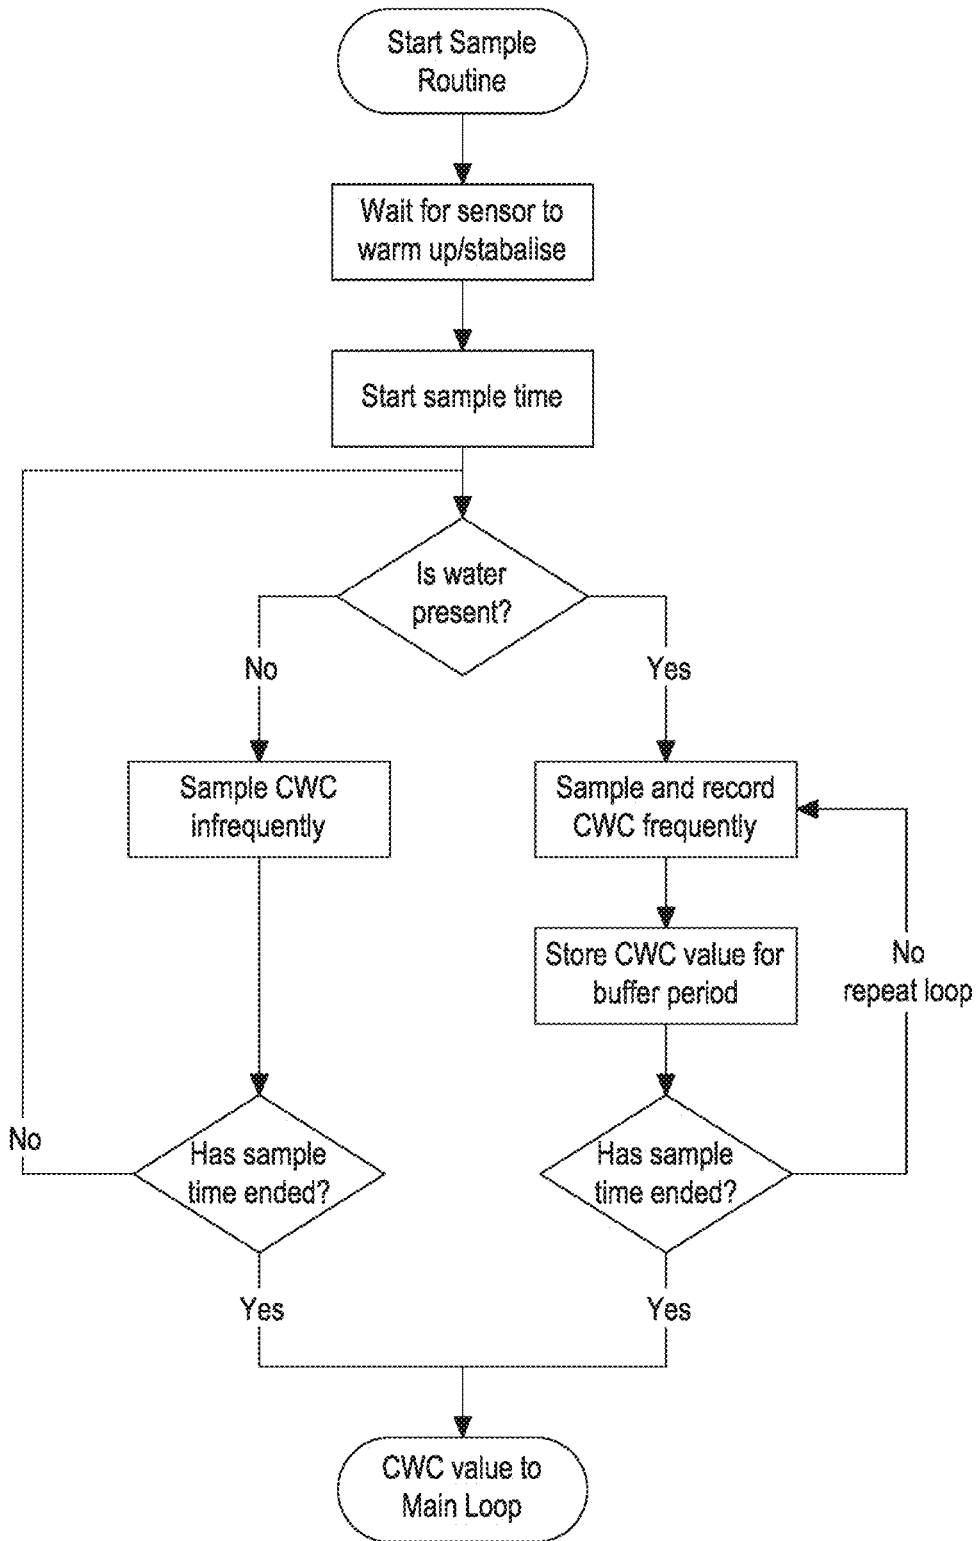 Start Sample
Routine
Wait for sensor to
warm up/stabalise
Start sample time
Is water
present?
No
Yes
Sample CWC
infrequently
Sample and record
CWC frequently
Store CWC value for
buffer period
No
repeat loop
No
Has sample
time ended?
Has sample
time ended?
Yes
Yes
CWC value to
Main Loop